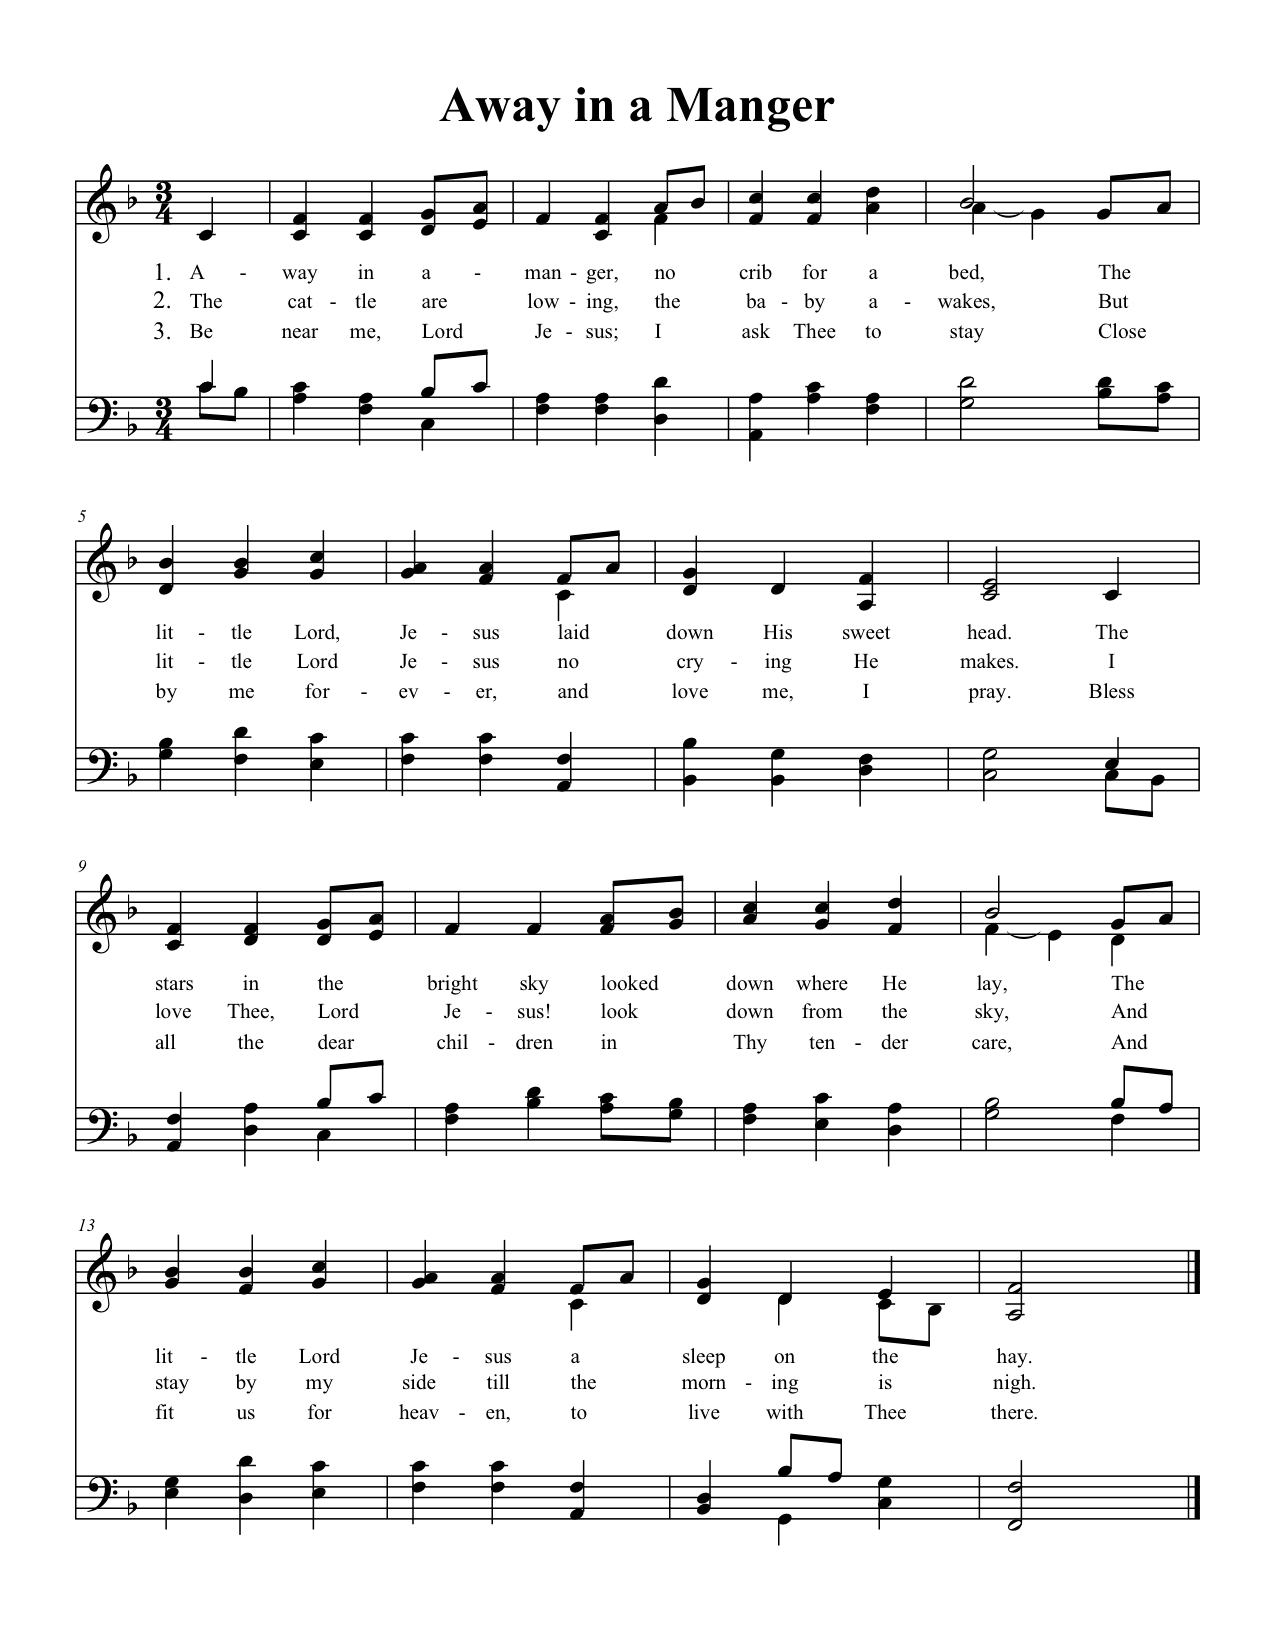 Away in a Manger
3
4
1. A - way in a - man - ger, no crib for a bed, The
2. The cat - tle are low - ing, the ba - by a - wakes, But
3. Be near me, Lord Je - sus; I ask Thee to stay Close
3
4
5
lit - tle Lord, Je - sus laid down His sweet head. The
lit - tle Lord Je - sus no cry - ing He makes. I
by me for - ev - er, and love me, I pray. Bless
9
stars in the bright sky looked down where He lay, The
love Thee, Lord Je - sus! look down from the sky, And
all the dear chil - dren in Thy ten - der care, And
13
lit - tle Lord Je - sus a sleep on the hay.
stay by my side till the morn - ing is nigh.
fit us for heav - en, to live with Thee there.